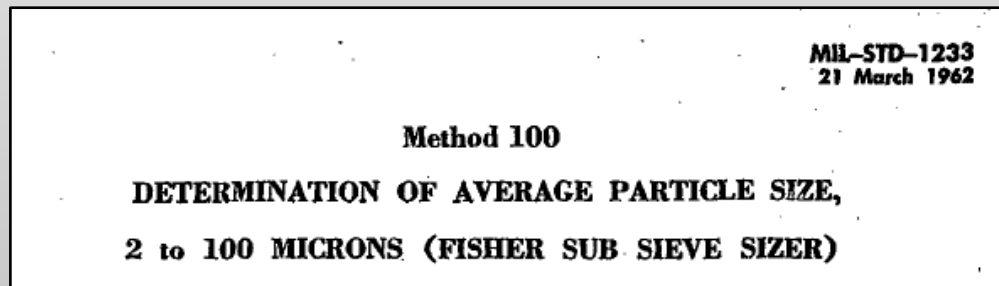 MIL-STD-1233
21 March 1962
Method 100
DETERMINATION OF AVERAGE PARTICLE SIZE,
2 to 100 MICRONS (FISHER SUB SIEVE SIZER)